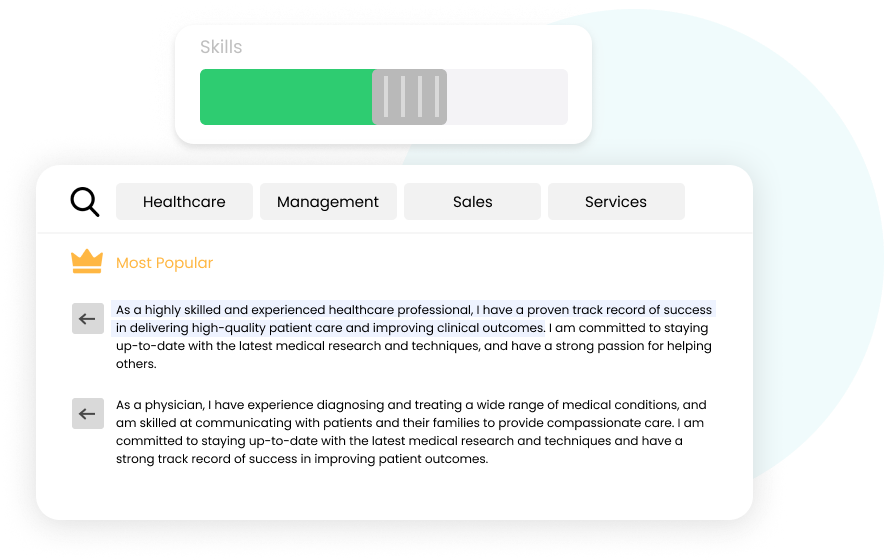 Skills
Healthcare Management Sales Services
Most Popular
As a highly skilled and experienced healthcare professional, I have a proven track record of success
in delivering high-quality patient care and improving clinical outcomes. I am committed to staying
up-to-date with the latest medical research and techniques, and have a strong passion for helping
others.
As a physician, I have experience diagnosing and treating a wide range of medical conditions, and
am skilled at communicating with patients and their families to provide compassionate care. I am
committed to staying up-to-date with the latest medical research and techniques and have a
strong track record of success in improving patient outcomes.